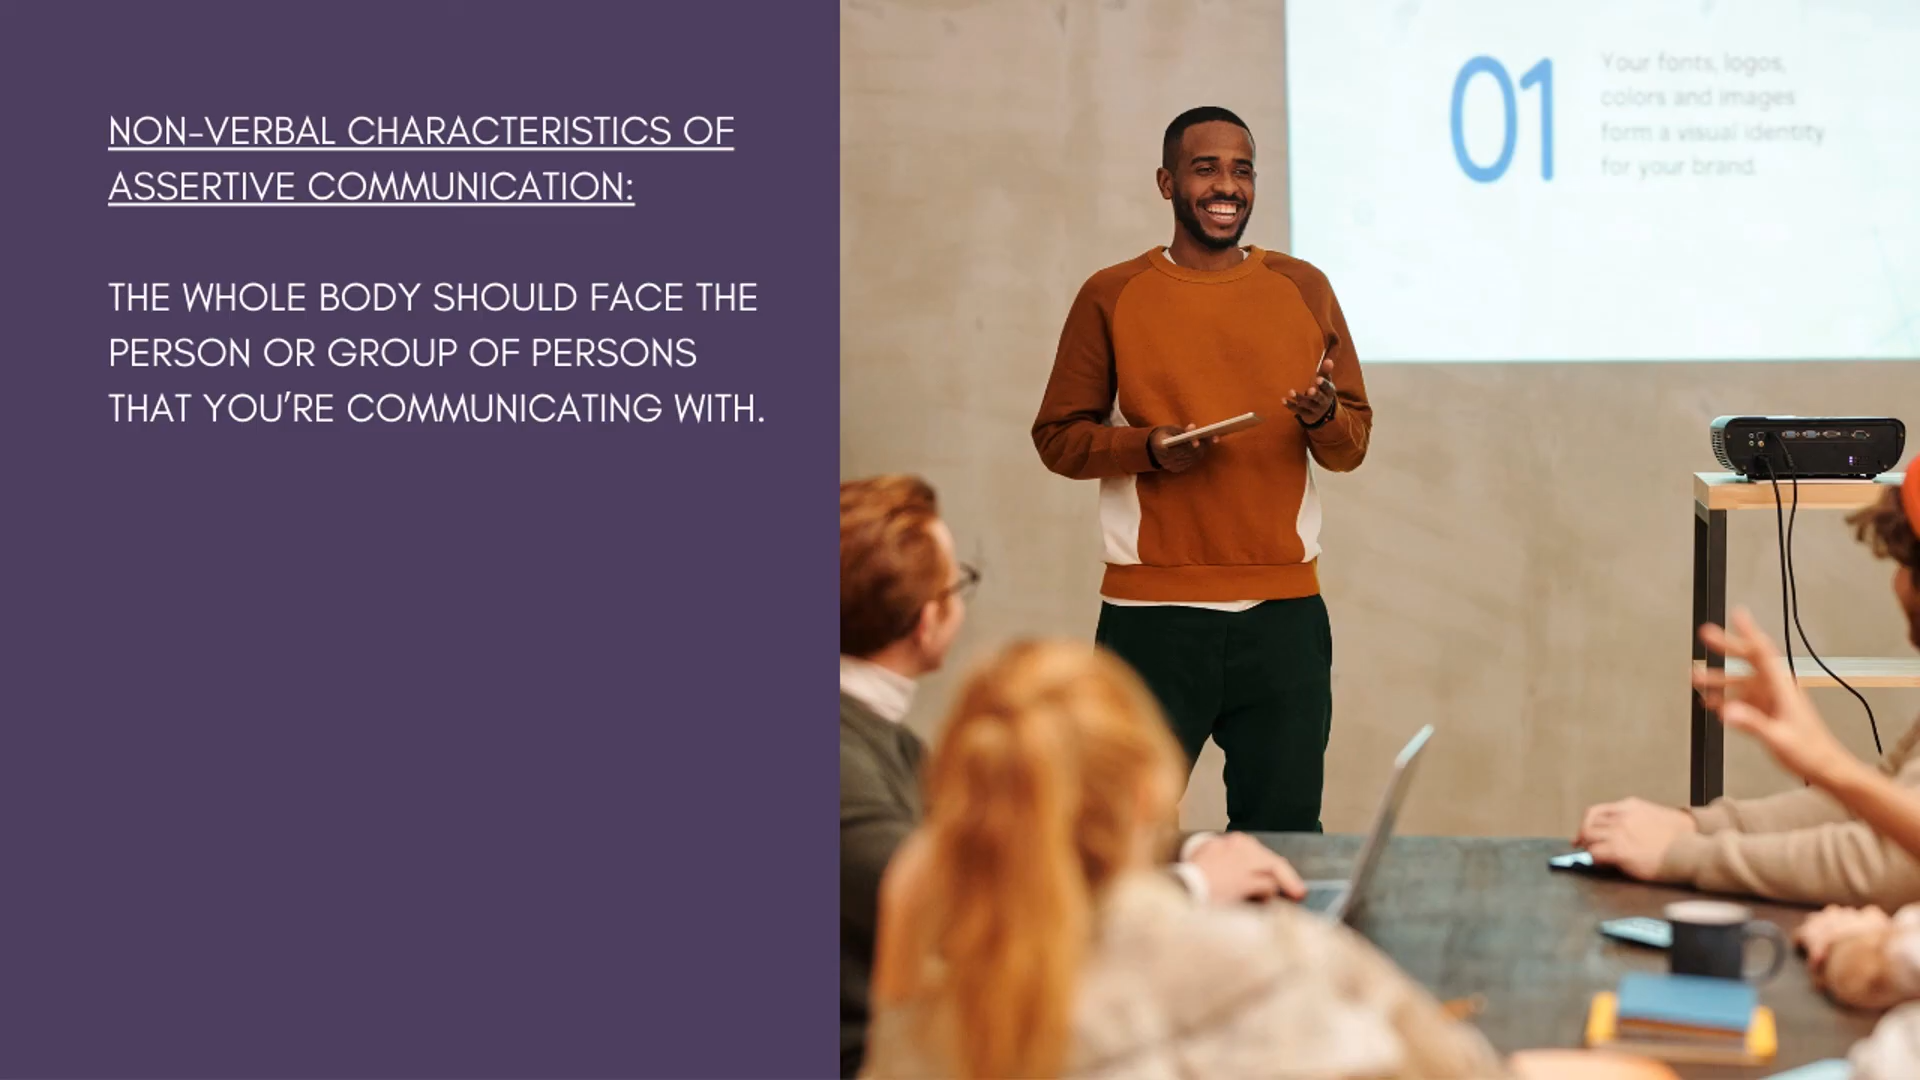 NON-VERBAL CHARACTERISTICS OF
ASSERTIVE COMMUNICATION:
THE WHOLE BODY SHOULD FACE THE
PERSON OR GROUP OF PERSONS
THAT YOU’RE COMMUNICATING WITH.
01
Your fonts, logos,
colors and images
form a visual identity
for your brand.